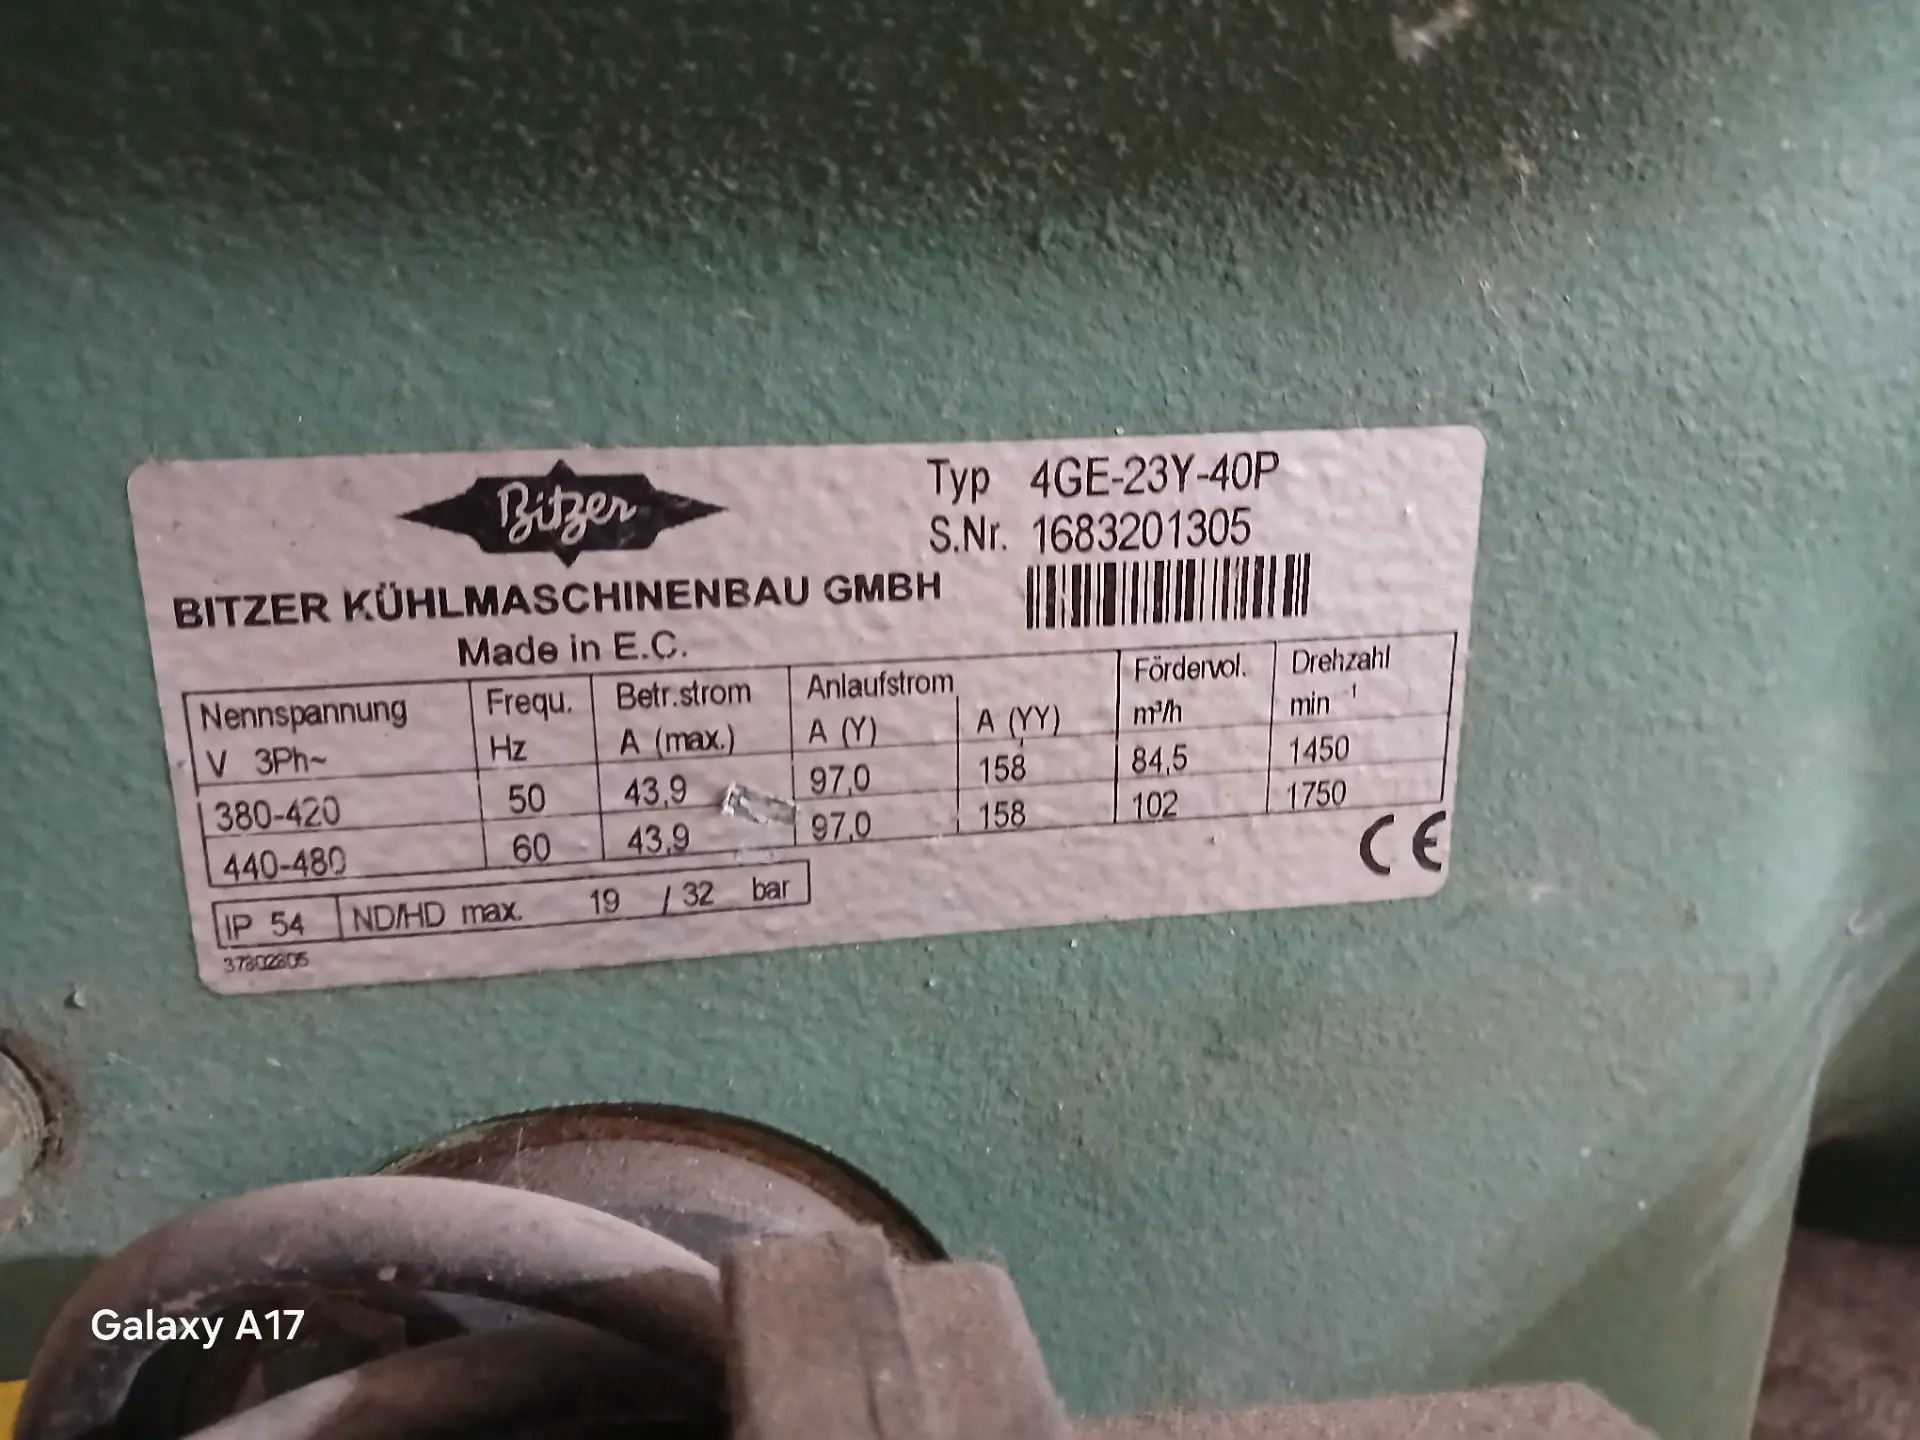 Bitzer
Typ 4GE-23Y-40P
S.Nr. 1683201305
BITZER KÜHLMASCHINENBAU GMBH
Made in E.C.
Nennspannung Frequ. Betr.strom Anlaufstrom Fördervol. Drehzahl
V 3Ph~ Hz A (max.) A (Y) A (YY) m³/h min⁻¹
380-420 50 43,9 97,0 158 84,5 1450
440-480 60 43,9 97,0 158 102 1750
IP 54 ND/HD max. 19 / 32 bar
CE
37802805
Galaxy A17